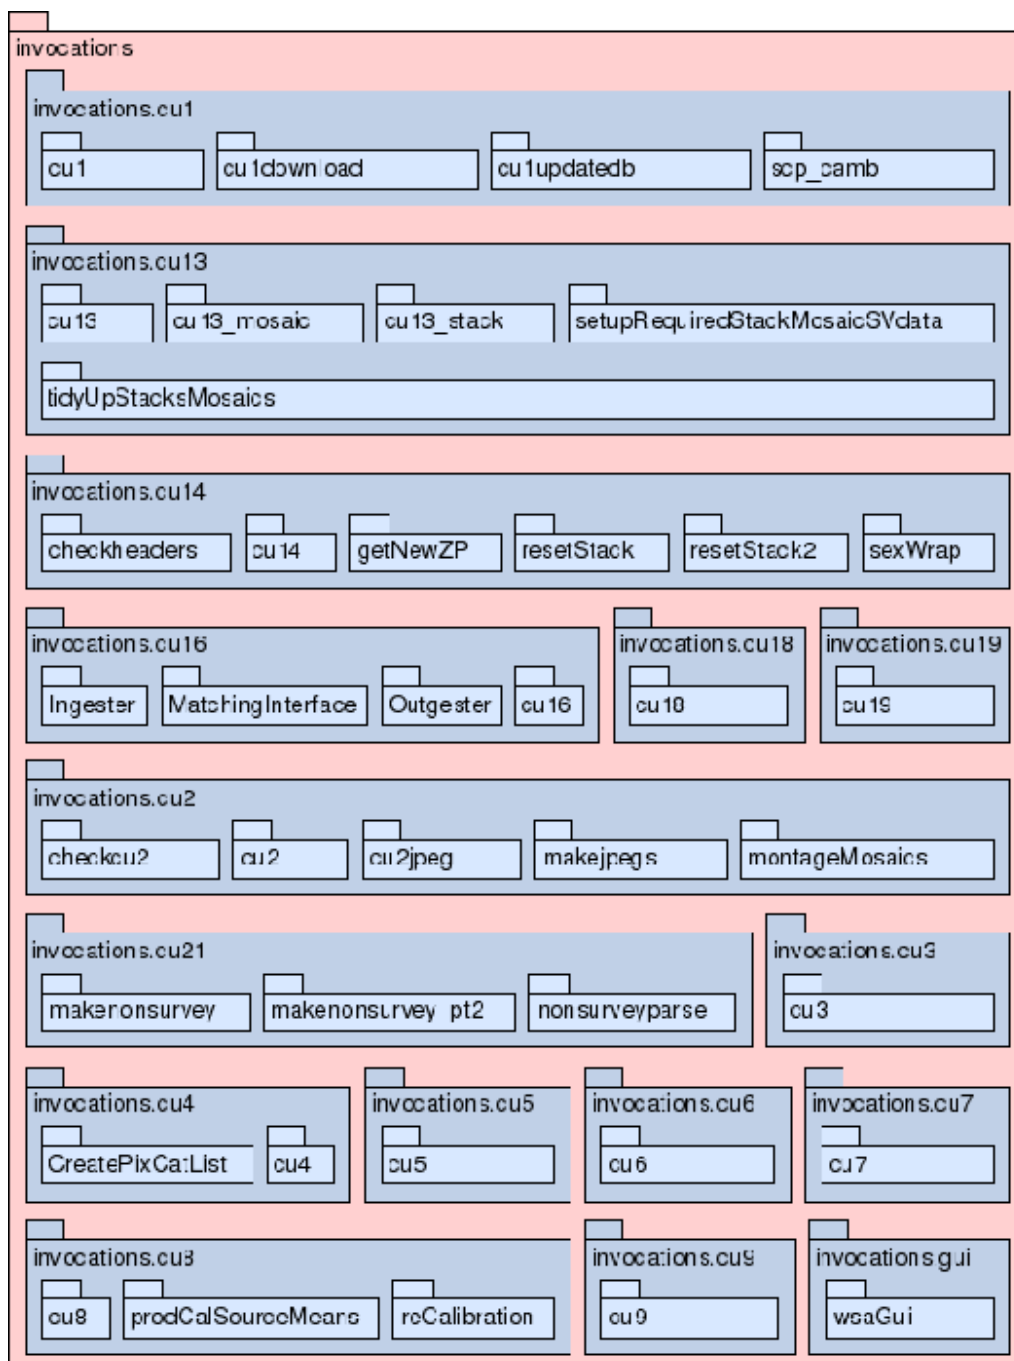 invocations
invocations.cu1
cu1 cu1download cu1updatedb scp_camb
invocations.cu13
cu13 cu13_mosaic cu13_stack setupRequiredStackMosaicSVdata
tidyUpStacksMosaics
invocations.cu14
checkheaders cu14 getNewZP resetStack resetStack2 sexWrap
invocations.cu16 invocations.cu18 invocations.cu19
Ingester MatchingInterface Outgester cu16 cu18 cu19
invocations.cu2
checkcu2 cu2 cu2jpeg makejpegs montageMosaics
invocations.cu21 invocations.cu3
makenonsurvey makenonsurvey_pt2 nonsurveyparse cu3
invocations.cu4 invocations.cu5 invocations.cu6 invocations.cu7
CreatePixCatList cu4 cu5 cu6 cu7
invocations.cu8 invocations.cu9 invocations.gui
cu8 prodCalSourceMeans reCalibration cu9 wsaGui